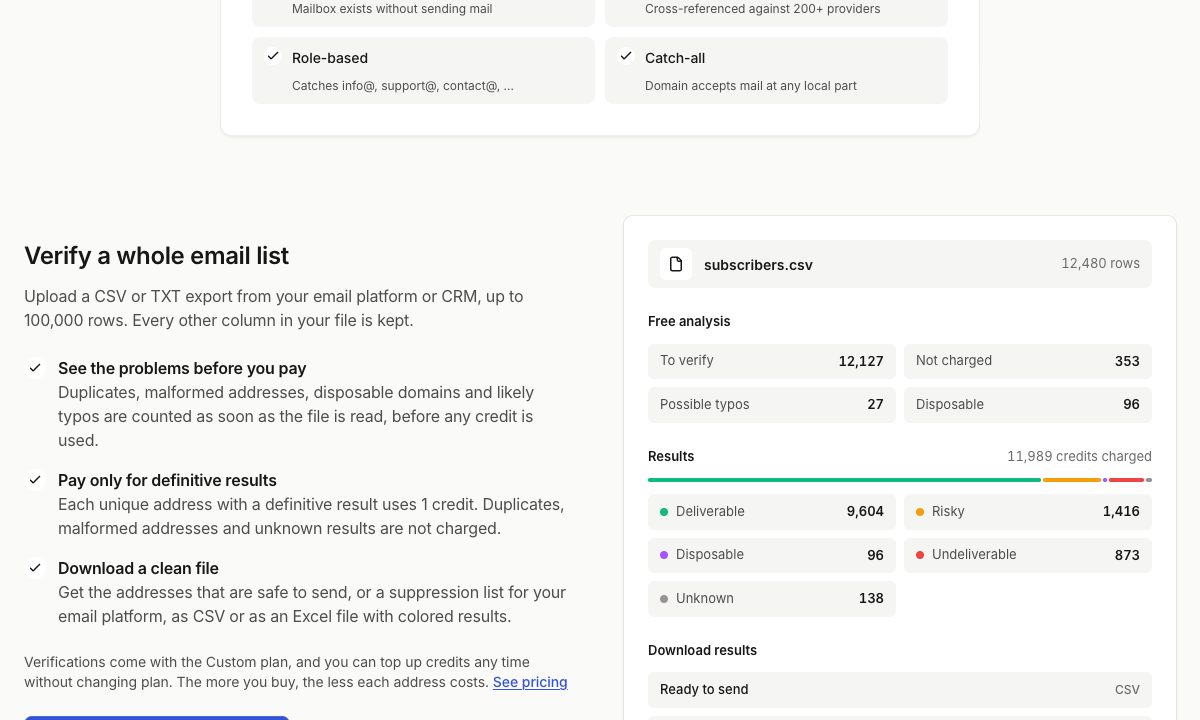 Mailbox exists without sending mail
Cross-referenced against 200+ providers
Role-based
Catches info@, support@, contact@, ...
Catch-all
Domain accepts mail at any local part
Verify a whole email list
Upload a CSV or TXT export from your email platform or CRM, up to
100,000 rows. Every other column in your file is kept.
See the problems before you pay
Duplicates, malformed addresses, disposable domains and likely
typos are counted as soon as the file is read, before any credit is
used.
Pay only for definitive results
Each unique address with a definitive result uses 1 credit. Duplicates,
malformed addresses and unknown results are not charged.
Download a clean file
Get the addresses that are safe to send, or a suppression list for your
email platform, as CSV or as an Excel file with colored results.
Verifications come with the Custom plan, and you can top up credits any time
without changing plan. The more you buy, the less each address costs. See pricing
subscribers.csv 12,480 rows
Free analysis
To verify 12,127
Not charged 353
Possible typos 27
Disposable 96
Results 11,989 credits charged
Deliverable 9,604
Risky 1,416
Disposable 96
Undeliverable 873
Unknown 138
Download results
Ready to send CSV